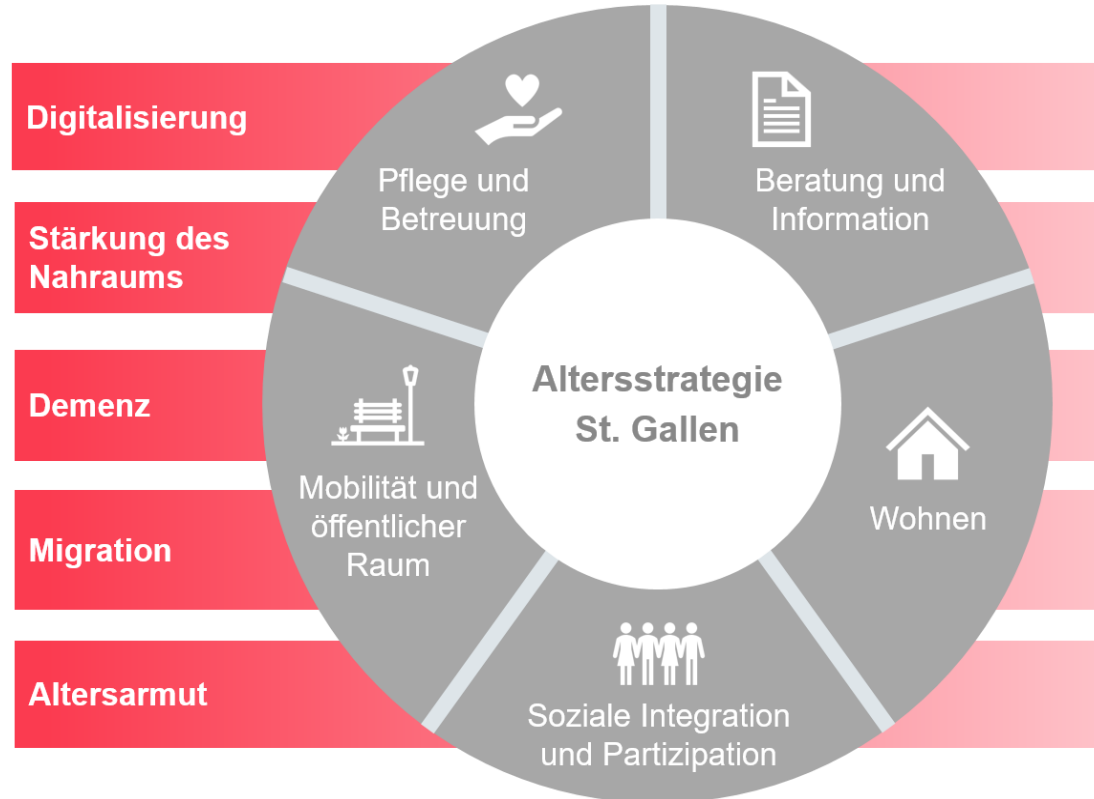 Digitalisierung
Stärkung des
Nahraums
Demenz
Migration
Altersarmut
Pflege und
Betreuung
Beratung und
Information
Altersstrategie
St. Gallen
Mobilität und
öffentlicher
Raum
Wohnen
Soziale Integration
und Partizipation